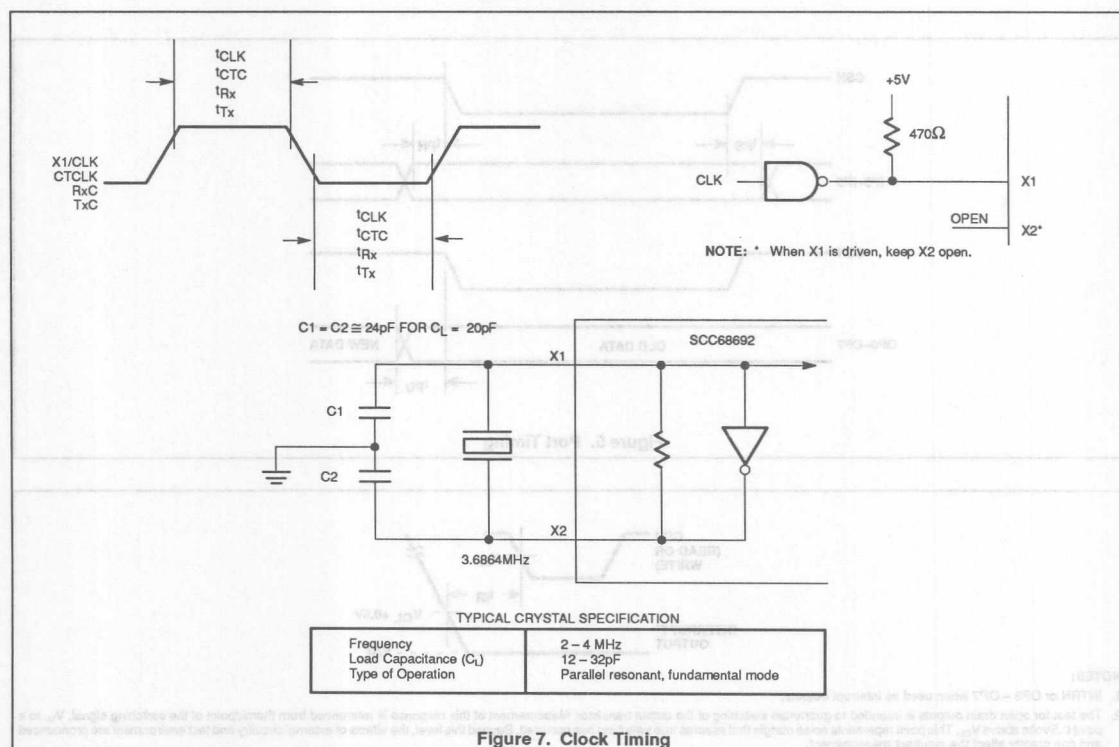 tCLK
tCTC
tRx
tTx
X1/CLK
CTCLK
RxC
TxC
tCLK
tCTC
tRx
tTx
+5V
470Ω
CLK
X1
OPEN
X2*
NOTE: * When X1 is driven, keep X2 open.
C1 = C2 ≅ 24pF FOR CL = 20pF
X1
SCC68692
C1
C2
X2
3.6864MHz
TYPICAL CRYSTAL SPECIFICATION
Frequency 2 – 4 MHz
Load Capacitance (CL) 12 – 32pF
Type of Operation Parallel resonant, fundamental mode
Figure 7. Clock Timing